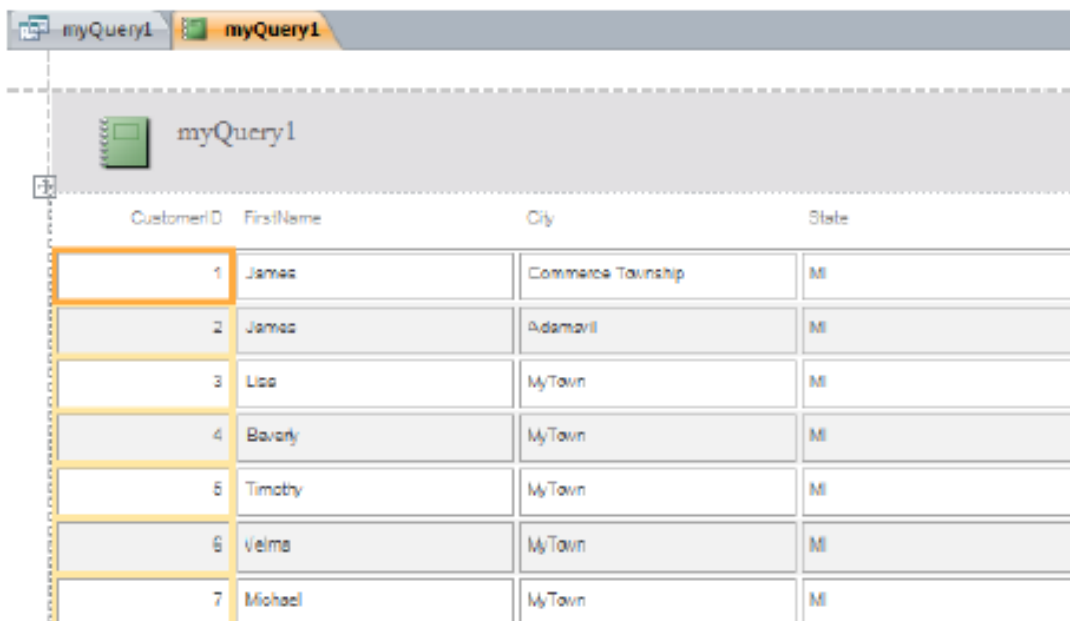 myQuery1 myQuery1
myQuery1
CustomerID FirstName City State
1 James Commerce Township MI
2 James Adamsvill MI
3 Lisa MyTown MI
4 Beverly MyTown MI
5 Timothy MyTown MI
6 Velma MyTown MI
7 Michael MyTown MI